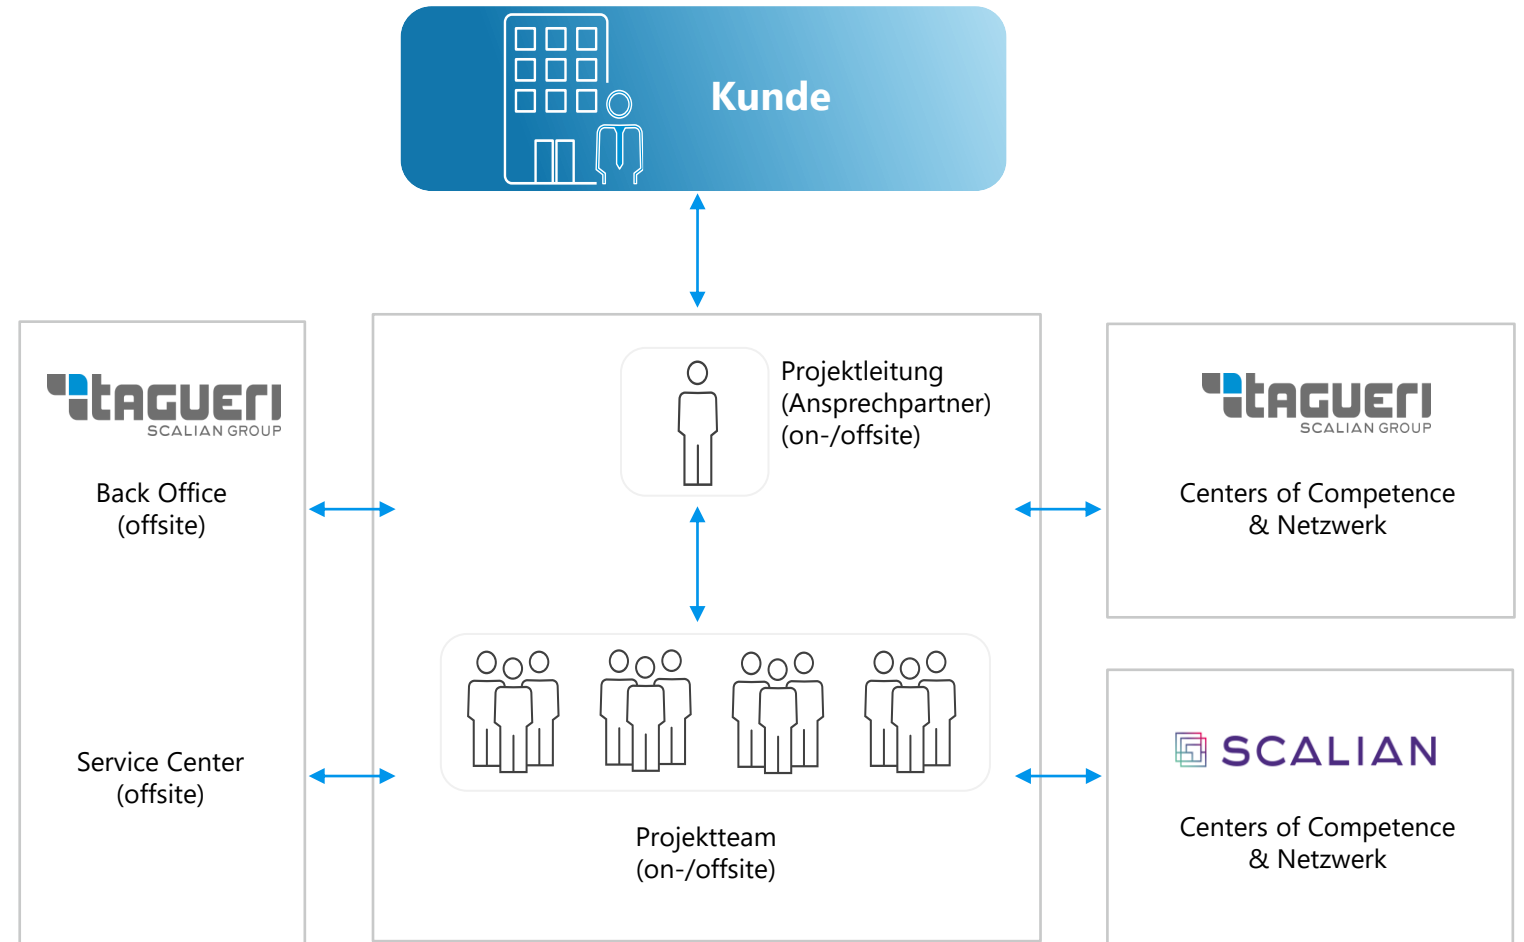 Kunde
tagueri
SCALIAN GROUP
Back Office
(offsite)
Service Center
(offsite)
Projektleitung
(Ansprechpartner)
(on-/offsite)
Projektteam
(on-/offsite)
tagueri
SCALIAN GROUP
Centers of Competence
& Netzwerk
SCALIAN
Centers of Competence
& Netzwerk